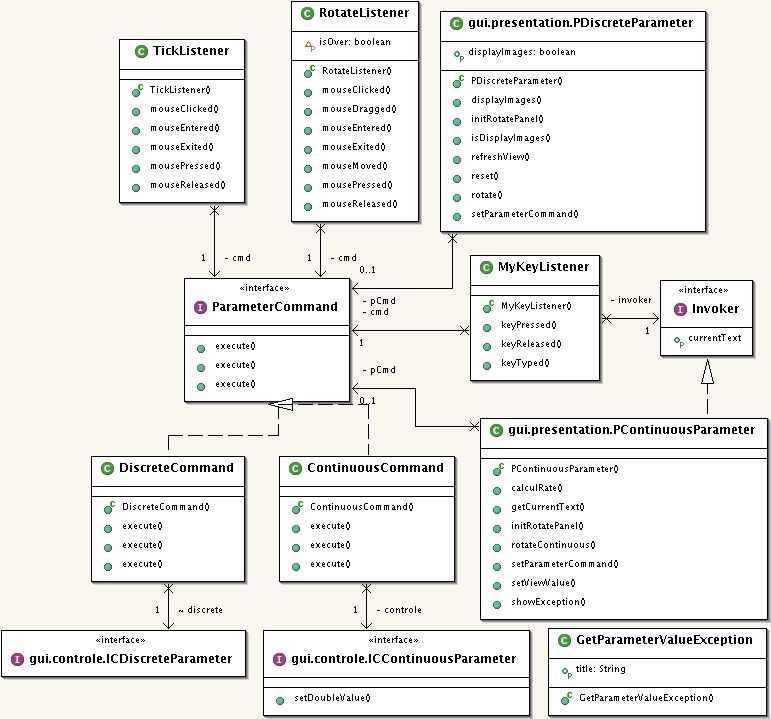 TickListener
TickListener()
mouseClicked()
mouseEntered()
mouseExited()
mousePressed()
mouseReleased()
RotateListener
isOver: boolean
RotateListener()
mouseClicked()
mouseDragged()
mouseEntered()
mouseExited()
mouseMoved()
mousePressed()
mouseReleased()
gui.presentation.PDiscreteParameter
displayImages: boolean
PDiscreteParameter()
displayImages()
initRotatePanel()
isDisplayImages()
refreshView()
reset()
rotate()
setParameterCommand()
1 - cmd
1 - cmd
0..1
- pCmd
- cmd
1
- pCmd
0..1
«interface»
ParameterCommand
execute()
execute()
execute()
MyKeyListener
MyKeyListener()
keyPressed()
keyReleased()
keyTyped()
- invoker
1
«interface»
Invoker
currentText
gui.presentation.PContinuousParameter
PContinuousParameter()
calculRate()
getCurrentText()
initRotatePanel()
rotateContinuous()
setParameterCommand()
setViewValue()
showException()
DiscreteCommand
DiscreteCommand()
execute()
execute()
execute()
ContinuousCommand
ContinuousCommand()
execute()
execute()
execute()
1 ~ discrete
1 - controle
«interface»
gui.controle.ICDiscreteParameter
«interface»
gui.controle.ICContinuousParameter
setDoubleValue()
GetParameterValueException
title: String
GetParameterValueException()